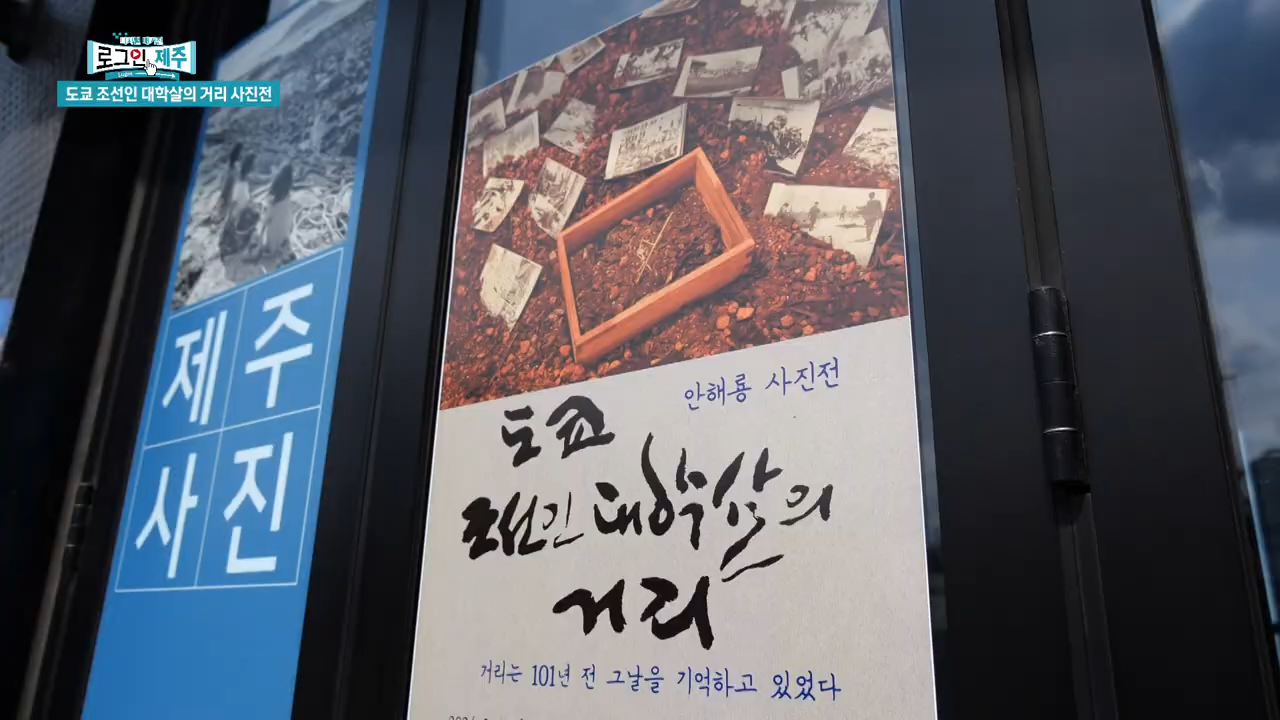 로그인 제주
도쿄 조선인 대학살의 거리 사진전
제주
사진
안해룡 사진전
도쿄
조선인 대학살의
거리
거리는 101년 전 그날을 기억하고 있었다